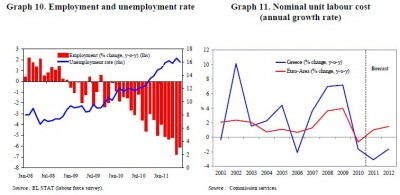 Graph 10. Employment and unemployment rate
Employment (% change, y-o-y) (lhs)
Unemployment rate (rhs)
3
2
1
0
-1
-2
-3
-4
-5
-6
-7
-8
18
16
14
12
10
8
6
4
2
0
Jan-08
Jun-08
Jan-09
Jun-09
Jan-10
Jun-10
Jan-11
Source: EL.STAT (labour force survey).
Graph 11. Nominal unit labour cost
(annual growth rate)
Greece (% change, y-o-y)
Euro-Area (% change, y-o-y)
forecast
%
12
10
8
6
4
2
0
-2
-4
2001
2002
2003
2004
2005
2006
2007
2008
2009
2010
2011
2012
Source: Commission services